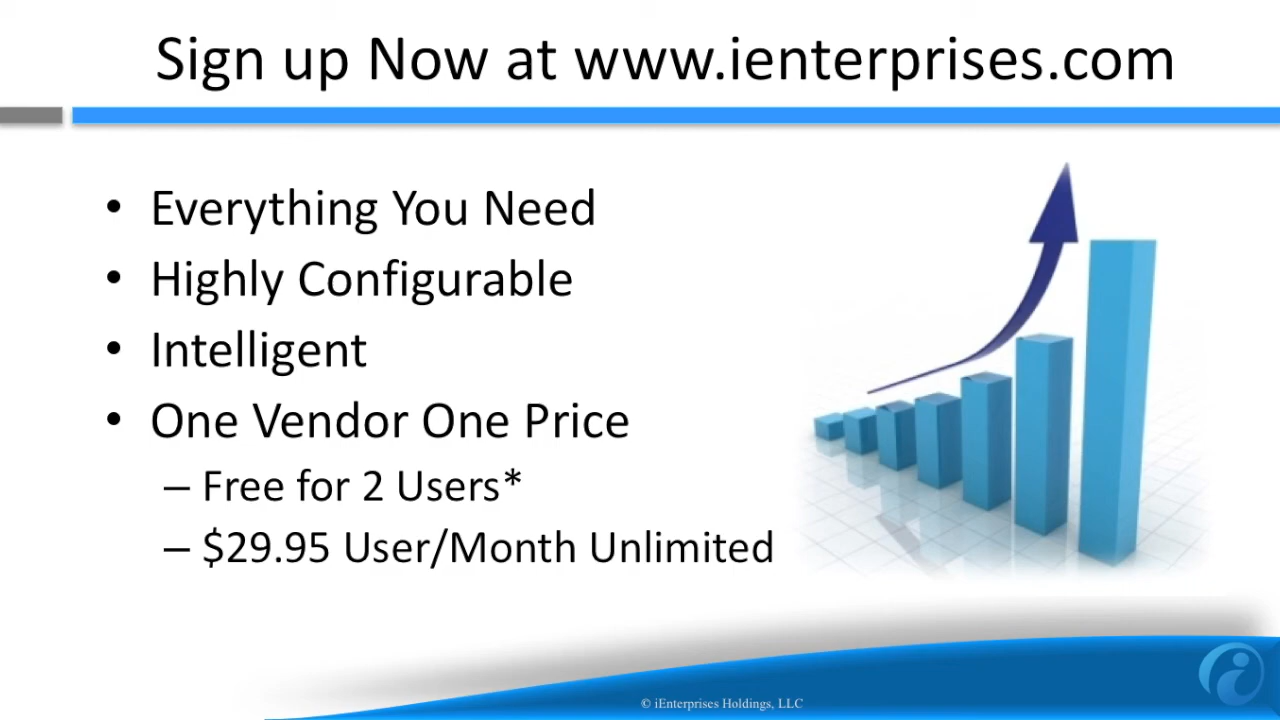 Sign up Now at www.ienterprises.com
• Everything You Need
• Highly Configurable
• Intelligent
• One Vendor One Price
– Free for 2 Users*
– $29.95 User/Month Unlimited
© iEnterprises Holdings, LLC